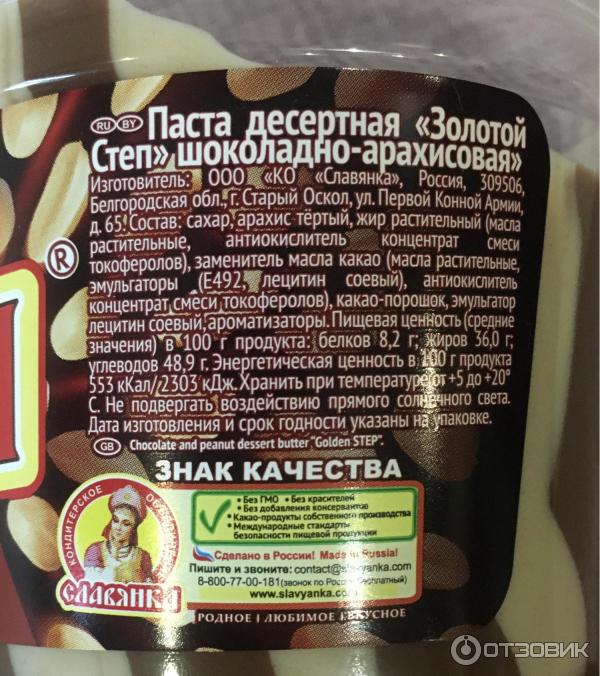 RU BY Паста десертная «Золотой
Степ» шоколадно-арахисовая»
Изготовитель: ООО «КО «Славянка», Россия, 309506,
Белгородская обл., г. Старый Оскол, ул. Первой Конной Армии,
д. 65. Состав: Сахар, арахис тёртый, жир растительный (масла
растительные, антиокислитель концентрат смеси
токоферолов), заменитель масла какао (масла растительные,
эмульгаторы (Е492, лецитин соевый), антиокислитель
концентрат смеси токоферолов), какао-порошок, эмульгатор
лецитин соевый, ароматизаторы. Пищевая ценность (средние
значения) в 100 г продукта: белков 8,2 г; жиров 36,0 г;
углеводов 48,9 г. Энергетическая ценность в 100 г продукта
553 кКал/2303 кДж. Хранить при температуре от +5 до +20°
С. Не подвергать воздействию прямого солнечного света.
Дата изготовления и срок годности указаны на упаковке.
GB Chocolate and peanut dessert butter "Golden STEP".
®
ЗНАК КАЧЕСТВА
• Без ГМО • Без красителей
• Без добавления консервантов
• Какао-продукты собственного производства
• Международные стандарты
безопасности пищевой продукции
Сделано в России! Made in Russia!
Пишите и звоните: contact@slavyanka.com
8-800-77-00-181 (звонок по России бесплатный)
www.slavyanka.com
КОНДИТЕРСКОЕ
СЛАВЯНКА
РОДНОЕ | ЛЮБИМОЕ | ВКУСНОЕ
ОТЗОВИК